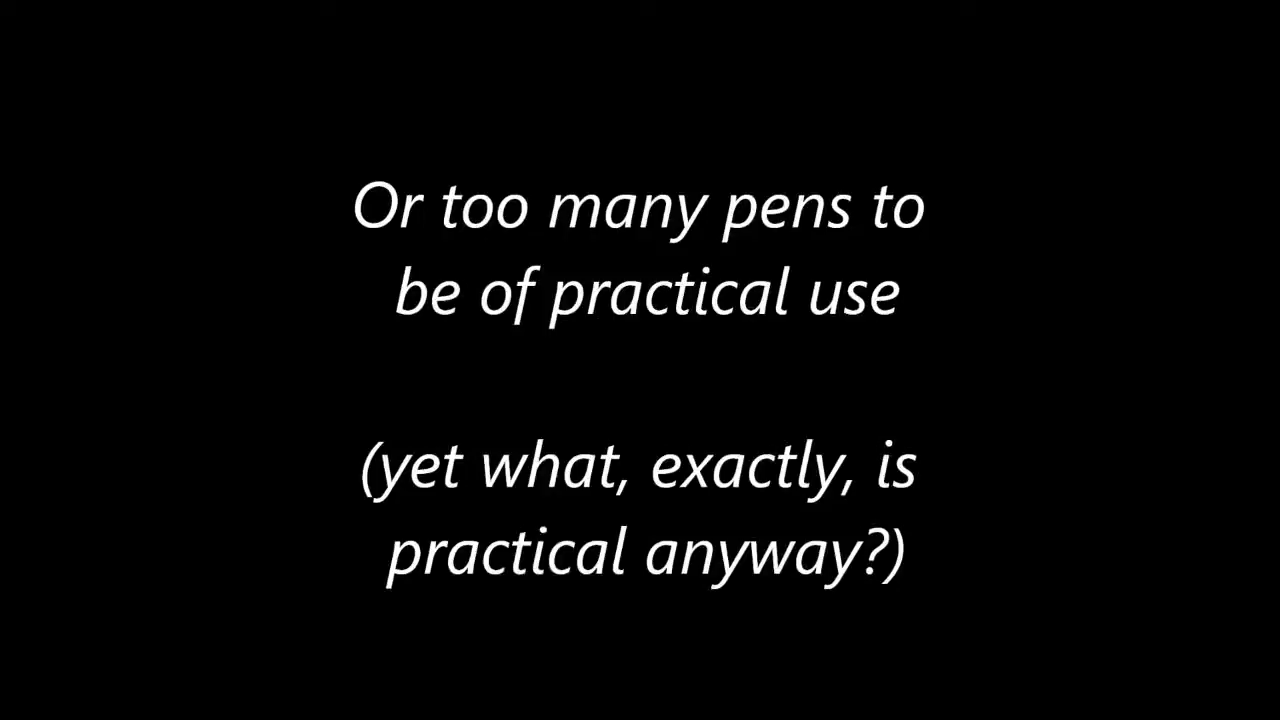 Or too many pens to
be of practical use
(yet what, exactly, is
practical anyway?)